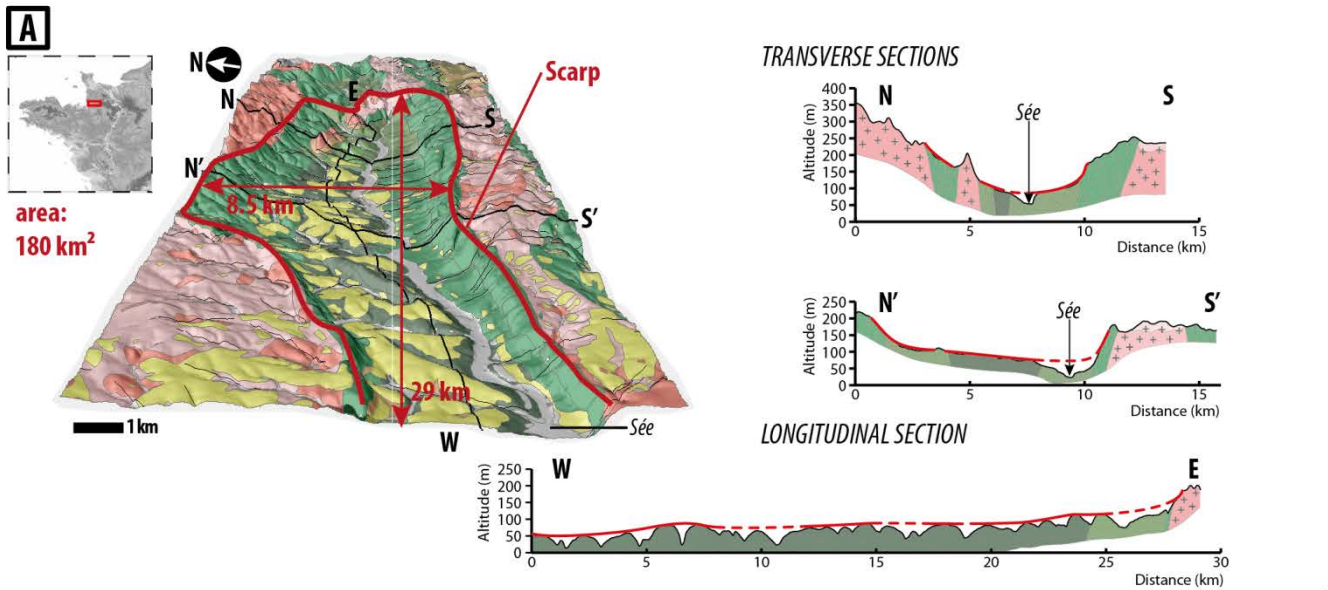 A
N
N
N'
E
S
S'
W
Scarp
8.5 km
29 km
Sée
1 km
area:
180 km²
TRANSVERSE SECTIONS
N
S
Sée
Altitude (m)
400
350
300
250
200
150
100
50
0
0 5 10 15
Distance (km)
N'
S'
Sée
Altitude (m)
250
200
150
100
50
0
0 5 10 15
Distance (km)
LONGITUDINAL SECTION
W
E
Altitude (m)
250
200
150
100
50
0
0 5 10 15 20 25 30
Distance (km)